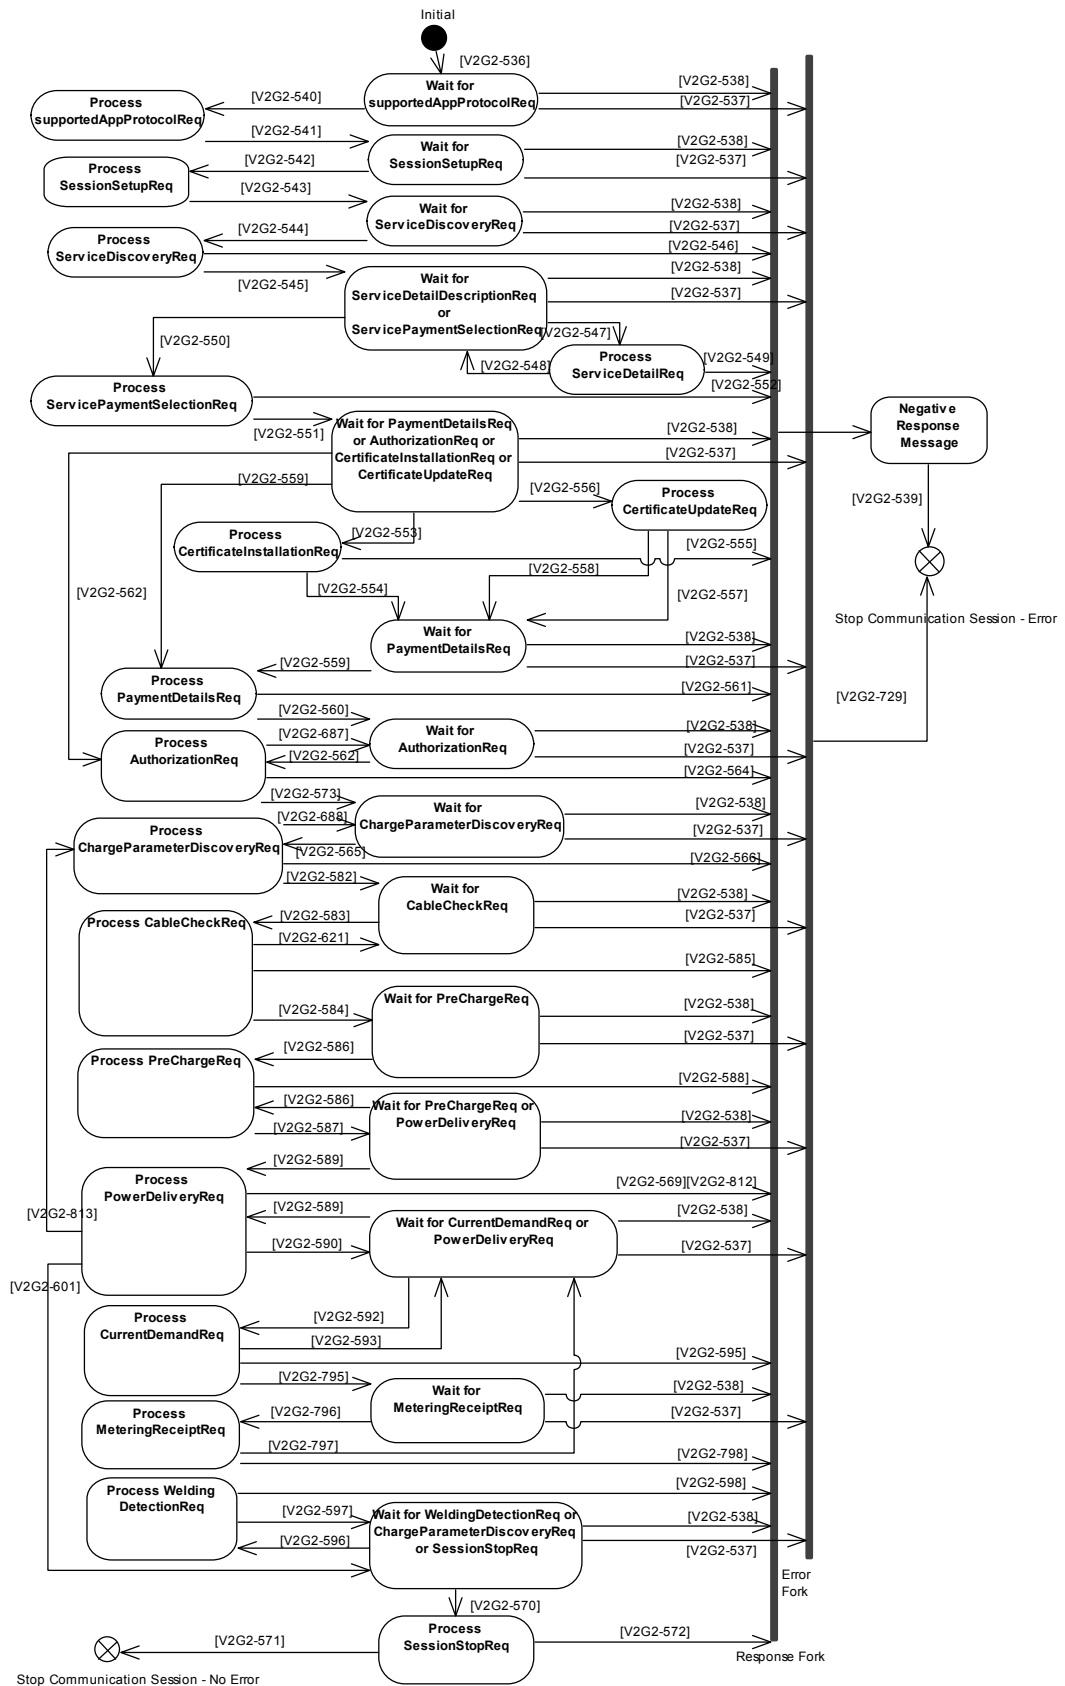 Initial
[V2G2-536]
Wait for
supportedAppProtocolReq
[V2G2-538]
[V2G2-537]
Process
supportedAppProtocolReq
[V2G2-540]
[V2G2-541]
Wait for
SessionSetupReq
[V2G2-538]
[V2G2-537]
Process
SessionSetupReq
[V2G2-542]
[V2G2-543]
Wait for
ServiceDiscoveryReq
[V2G2-538]
[V2G2-537]
[V2G2-546]
Process
ServiceDiscoveryReq
[V2G2-544]
[V2G2-545]
Wait for
ServiceDetailDescriptionReq
or
ServicePaymentSelectionReq
[V2G2-538]
[V2G2-537]
[V2G2-550]
[V2G2-547]
[V2G2-548]
Process
ServiceDetailReq
[V2G2-549]
[V2G2-552]
Process
ServicePaymentSelectionReq
[V2G2-551]
Wait for PaymentDetailsReq
or AuthorizationReq or
CertificateInstallationReq or
CertificateUpdateReq
[V2G2-538]
[V2G2-537]
Negative
Response
Message
[V2G2-539]
[V2G2-559]
[V2G2-556]
Process
CertificateUpdateReq
[V2G2-553]
Process
CertificateInstallationReq
[V2G2-555]
[V2G2-558]
[V2G2-554]
[V2G2-557]
[V2G2-562]
Stop Communication Session - Error
Wait for
PaymentDetailsReq
[V2G2-538]
[V2G2-537]
[V2G2-559]
Process
PaymentDetailsReq
[V2G2-561]
[V2G2-729]
[V2G2-560]
Wait for
AuthorizationReq
[V2G2-538]
[V2G2-537]
[V2G2-687]
[V2G2-562]
Process
AuthorizationReq
[V2G2-564]
[V2G2-573]
Wait for
ChargeParameterDiscoveryReq
[V2G2-538]
[V2G2-537]
[V2G2-688]
Process
ChargeParameterDiscoveryReq
[V2G2-565]
[V2G2-566]
[V2G2-582]
Wait for
CableCheckReq
[V2G2-538]
[V2G2-537]
Process CableCheckReq
[V2G2-583]
[V2G2-621]
[V2G2-585]
Wait for PreChargeReq
[V2G2-538]
[V2G2-584]
[V2G2-537]
[V2G2-586]
Process PreChargeReq
[V2G2-588]
[V2G2-586]
Wait for PreChargeReq or
PowerDeliveryReq
[V2G2-538]
[V2G2-587]
[V2G2-537]
[V2G2-589]
Process
PowerDeliveryReq
[V2G2-569][V2G2-812]
[V2G2-813]
[V2G2-589]
Wait for CurrentDemandReq or
PowerDeliveryReq
[V2G2-538]
[V2G2-590]
[V2G2-537]
[V2G2-601]
Process
CurrentDemandReq
[V2G2-592]
[V2G2-593]
[V2G2-595]
[V2G2-795]
Wait for
MeteringReceiptReq
[V2G2-538]
[V2G2-537]
Process
MeteringReceiptReq
[V2G2-796]
[V2G2-797]
[V2G2-798]
Process Welding
DetectionReq
[V2G2-598]
[V2G2-597]
Wait for WeldingDetectionReq or
ChargeParameterDiscoveryReq
or SessionStopReq
[V2G2-538]
[V2G2-596]
[V2G2-537]
Error
Fork
[V2G2-570]
Process
SessionStopReq
[V2G2-571]
[V2G2-572]
Response Fork
Stop Communication Session - No Error